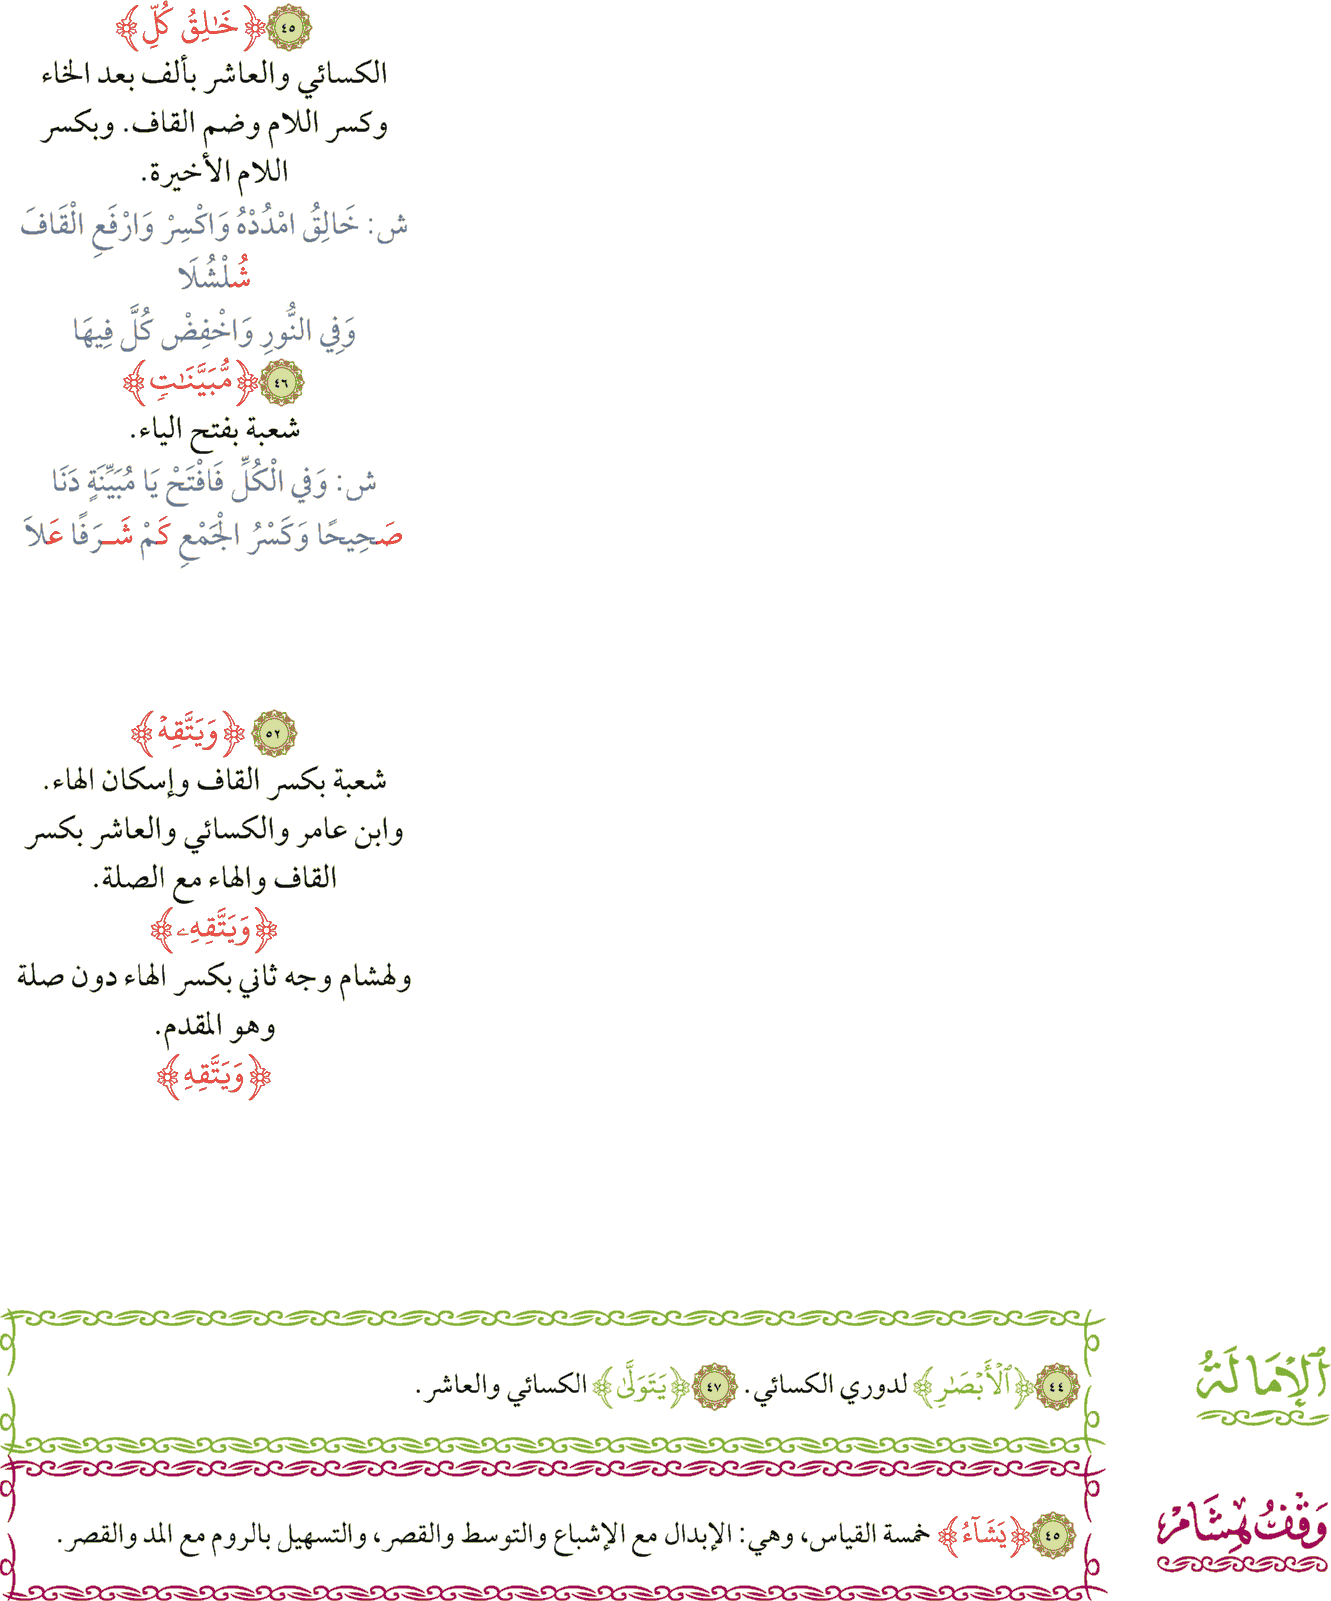 ٤٥ ﴿خَٰلِقُ كُلِّ﴾
الكسائي والعاشر بألف بعد الخاء
وكسر اللام وضم القاف. وبكسر
اللام الأخيرة.
ش: خَالِقُ امْدُدْهُ وَاكْسِرْ وَارْفَعِ الْقَافَ
شُلْشُلَا
وَفِي النُّورِ وَاخْفِضْ كُلَّ فِيهَا
٤٦ ﴿مُّبَيَّنَٰتٖ﴾
شعبة بفتح الياء.
ش: وَفِي الْكُلِّ فَافْتَحْ يَا مُبَيِّنَةٍ دَنَا
صَحِيحًا وَكَسْرُ الْجَمْعِ كَمْ شَرَفًا عَلاَ
٥٢ ﴿وَيَتَّقِهۡ﴾
شعبة بكسر القاف وإسكان الهاء.
وابن عامر والكسائي والعاشر بكسر
القاف والهاء مع الصلة.
﴿وَيَتَّقِهِۦ﴾
ولهشام وجه ثاني بكسر الهاء دون صلة
وهو المقدم.
﴿وَيَتَّقِهِ﴾
اَلْإِمَالَةُ
٤٤ ﴿ٱلۡأَبۡصَٰرِ﴾ لدوري الكسائي. ٤٧ ﴿يَتَوَلَّىٰ﴾ الكسائي والعاشر.
وَقْفُ هِشَامٍ
٤٥ ﴿يَشَآءُ﴾ خمسة القياس، وهي: الإبدال مع الإشباع والتوسط والقصر، والتسهيل بالروم مع المد والقصر.